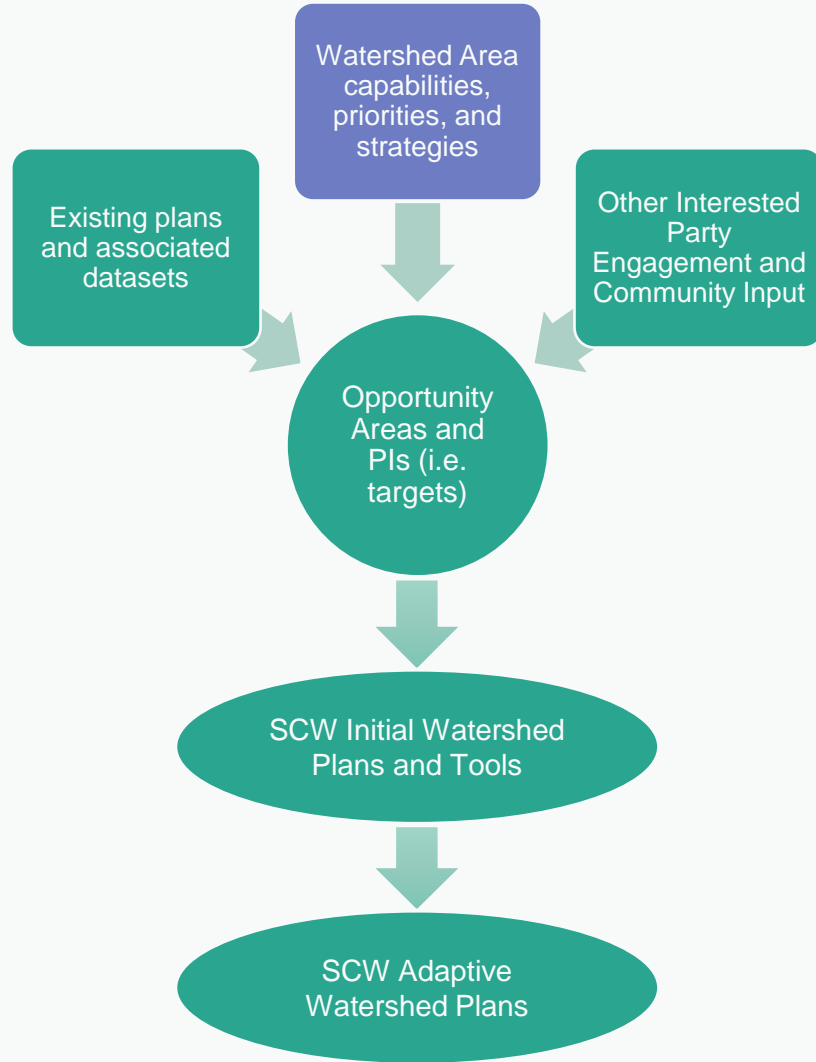 Watershed Area
capabilities,
priorities, and
strategies
Existing plans
and associated
datasets
Other Interested
Party
Engagement and
Community Input
Opportunity
Areas and
PIs (i.e.
targets)
SCW Initial Watershed
Plans and Tools
SCW Adaptive
Watershed Plans